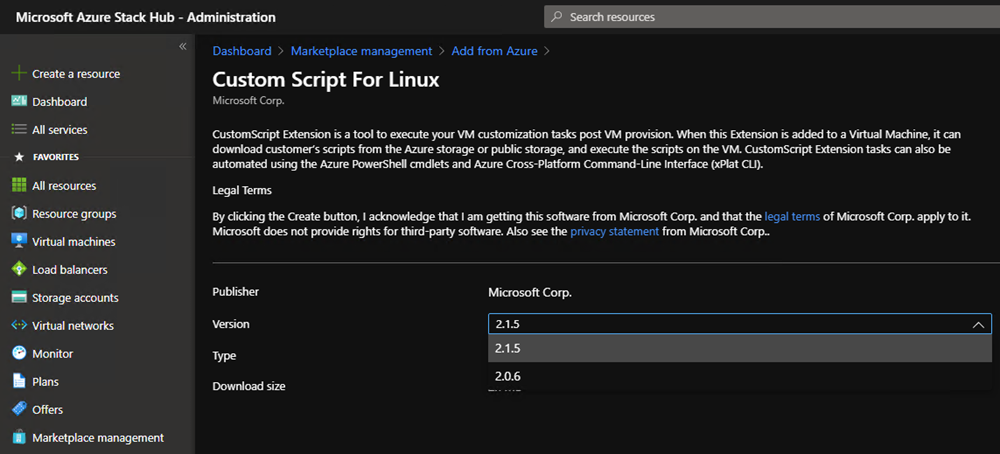 Microsoft Azure Stack Hub - Administration
Search resources
«
Create a resource
Dashboard
All services
FAVORITES
All resources
Resource groups
Virtual machines
Load balancers
Storage accounts
Virtual networks
Monitor
Plans
Offers
Marketplace management
Dashboard > Marketplace management > Add from Azure >
Custom Script For Linux
Microsoft Corp.
CustomScript Extension is a tool to execute your VM customization tasks post VM provision. When this Extension is added to a Virtual Machine, it can
download customer's scripts from the Azure storage or public storage, and execute the scripts on the VM. CustomScript Extension tasks can also be
automated using the Azure PowerShell cmdlets and Azure Cross-Platform Command-Line Interface (xPlat CLI).
Legal Terms
By clicking the Create button, I acknowledge that I am getting this software from Microsoft Corp. and that the legal terms of Microsoft Corp. apply to it.
Microsoft does not provide rights for third-party software. Also see the privacy statement from Microsoft Corp..
Publisher Microsoft Corp.
Version 2.1.5
2.1.5
Type
2.0.6
Download size